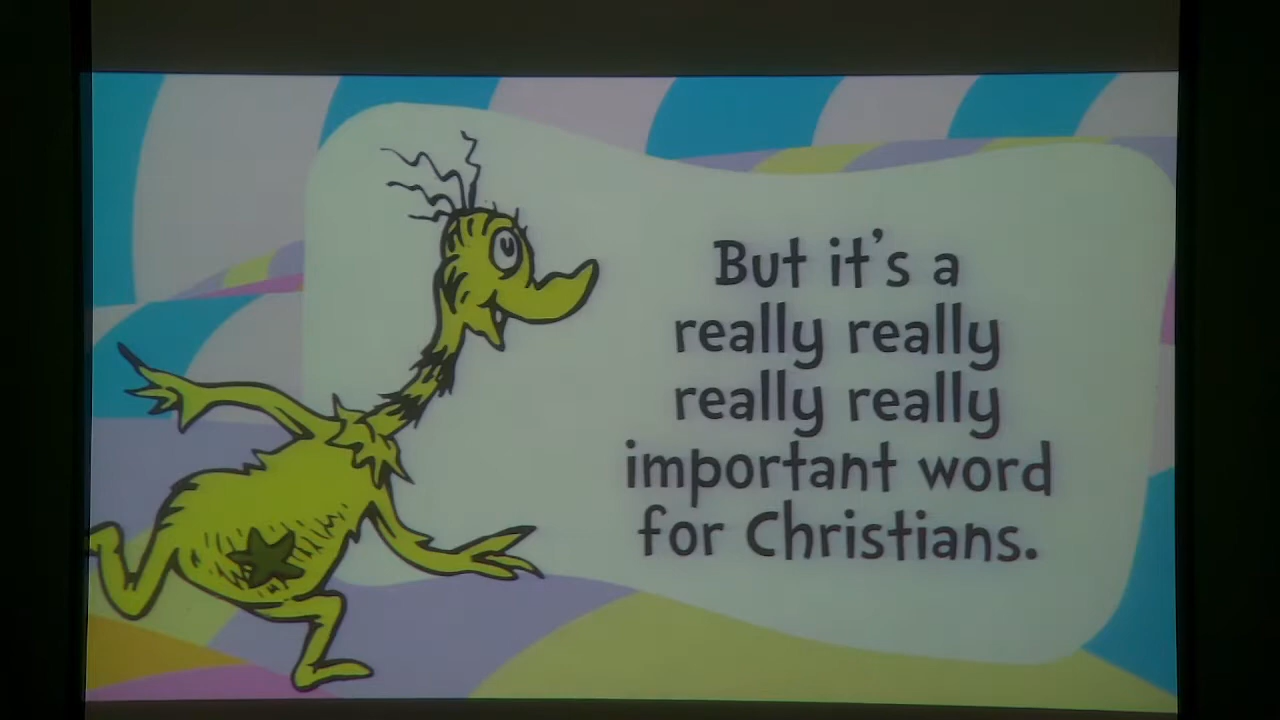 But it's a
really really
really really
important word
for Christians.